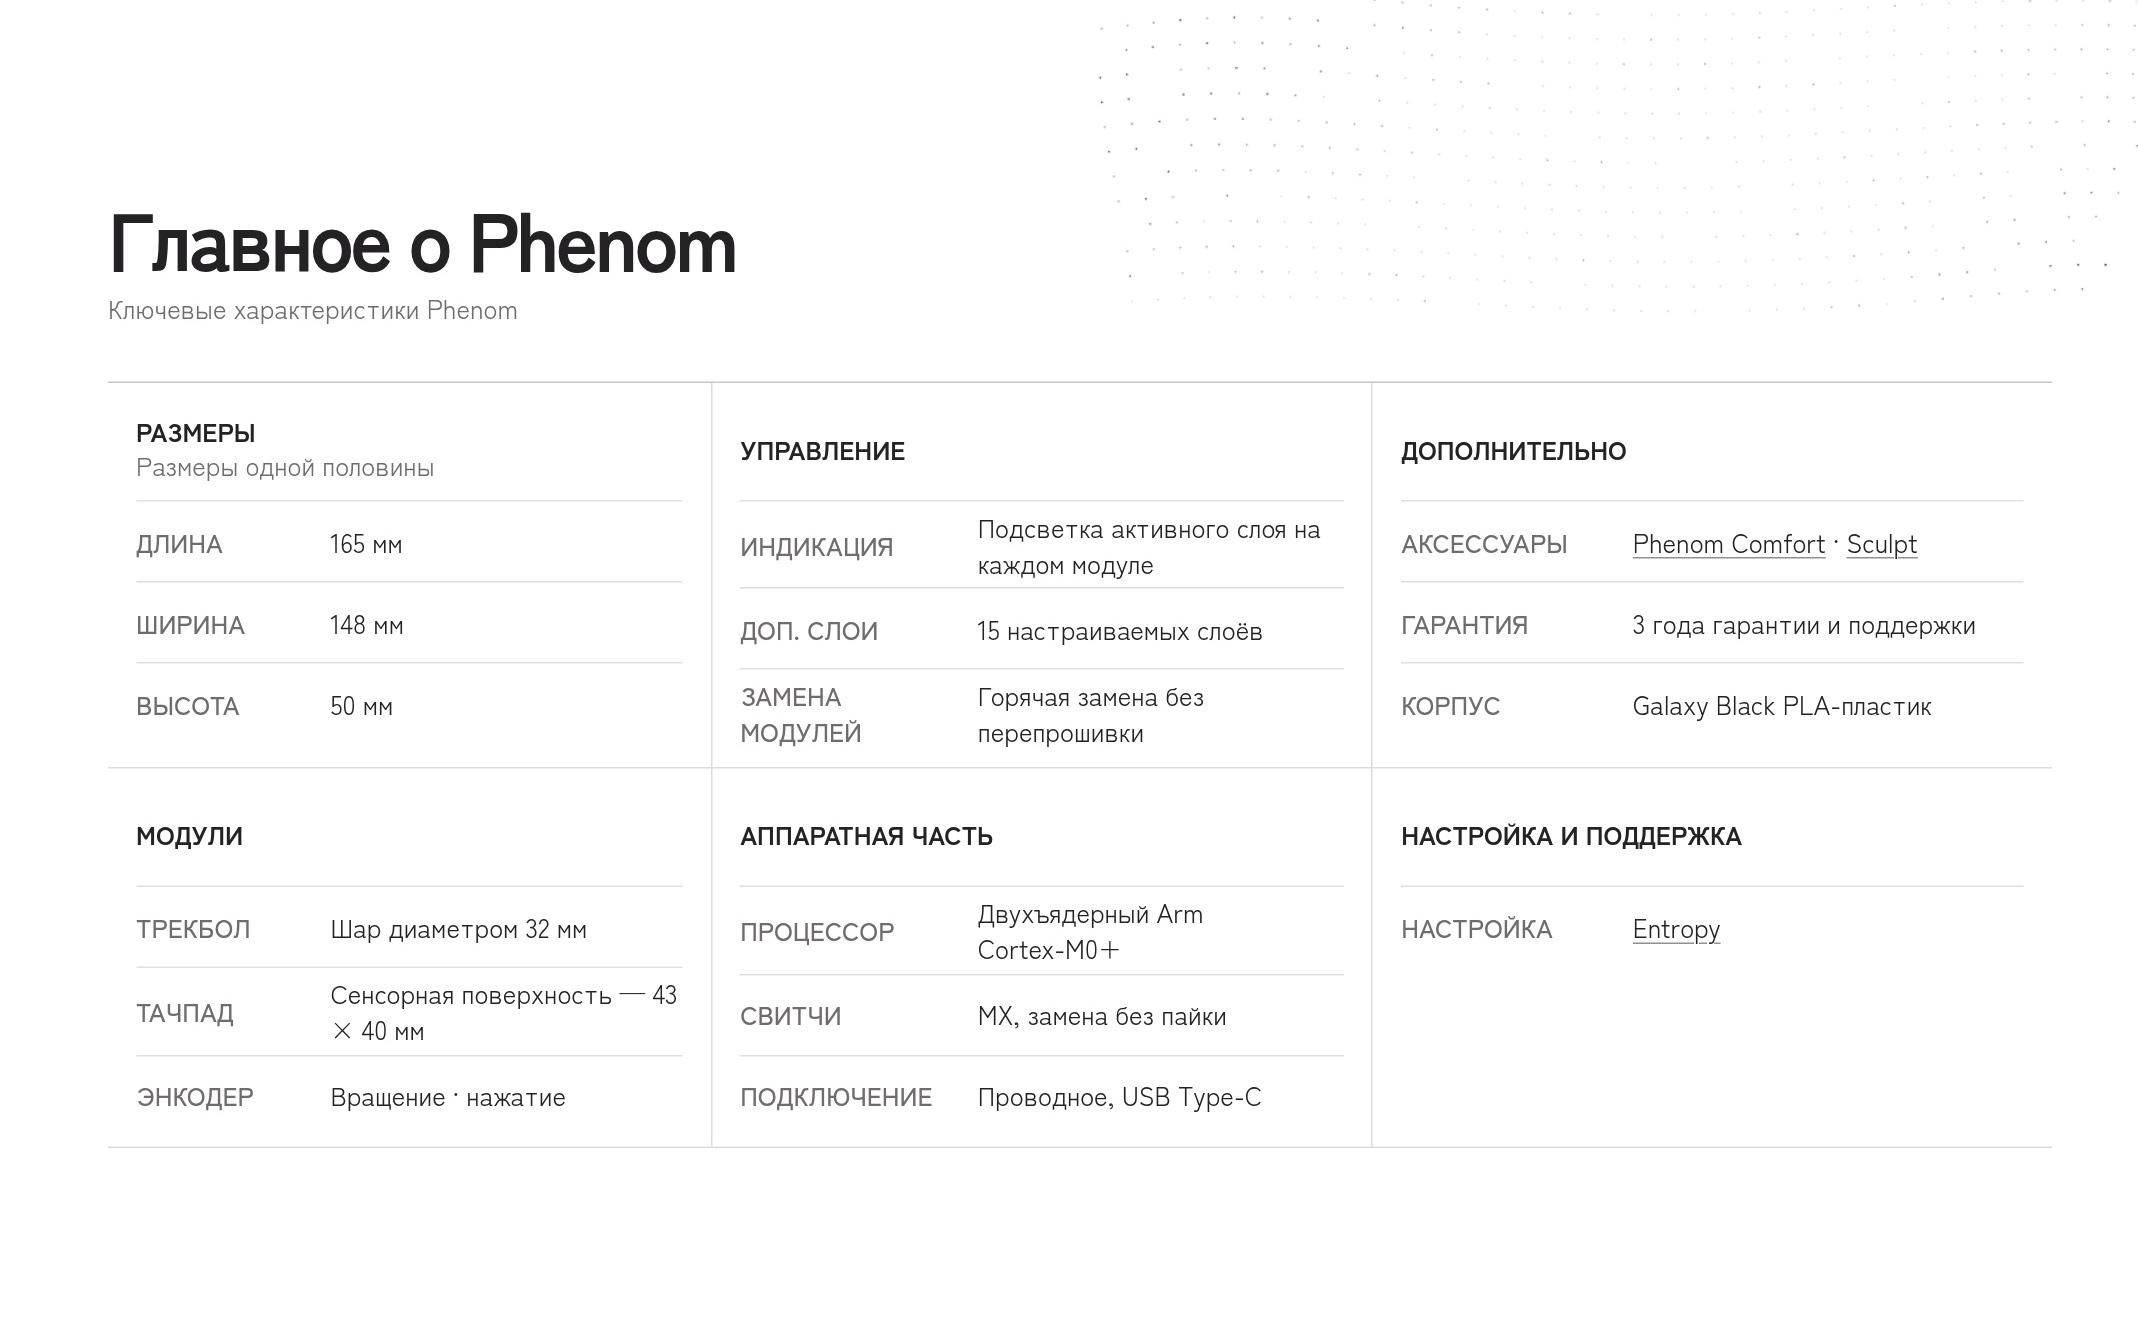 Главное о Phenom
Ключевые характеристики Phenom
РАЗМЕРЫ
Размеры одной половины
ДЛИНА 165 мм
ШИРИНА 148 мм
ВЫСОТА 50 мм
УПРАВЛЕНИЕ
ИНДИКАЦИЯ
Подсветка активного слоя на
каждом модуле
ДОП. СЛОИ 15 настраиваемых слоёв
ЗАМЕНА
МОДУЛЕЙ
Горячая замена без
перепрошивки
ДОПОЛНИТЕЛЬНО
АКСЕССУАРЫ Phenom Comfort · Sculpt
ГАРАНТИЯ 3 года гарантии и поддержки
КОРПУС Galaxy Black PLA-пластик
МОДУЛИ
ТРЕКБОЛ Шар диаметром 32 мм
ТАЧПАД
Сенсорная поверхность — 43
× 40 мм
ЭНКОДЕР Вращение · нажатие
АППАРАТНАЯ ЧАСТЬ
ПРОЦЕССОР
Двухъядерный Arm
Cortex-M0+
СВИТЧИ MX, замена без пайки
ПОДКЛЮЧЕНИЕ Проводное, USB Type-C
НАСТРОЙКА И ПОДДЕРЖКА
НАСТРОЙКА Entropy